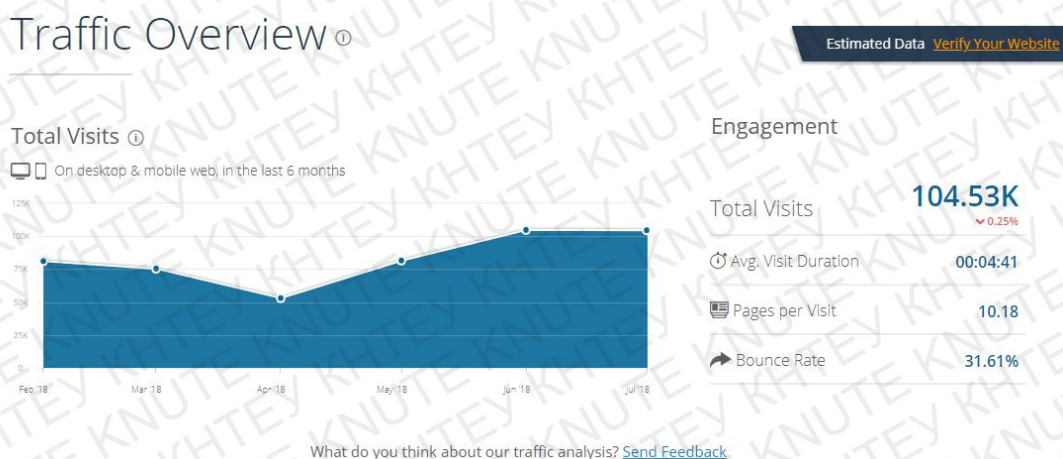 Traffic Overview
Estimated Data Verify Your Website
Total Visits
On desktop & mobile web, in the last 6 months
125K
100K
75K
50K
25K
0
Feb '18 Mar '18 Apr '18 May '18 Jun '18 Jul '18
Engagement
Total Visits 104.53K
0.25%
Avg. Visit Duration 00:04:41
Pages per Visit 10.18
Bounce Rate 31.61%
What do you think about our traffic analysis? Send Feedback
KHTEY KNUTE